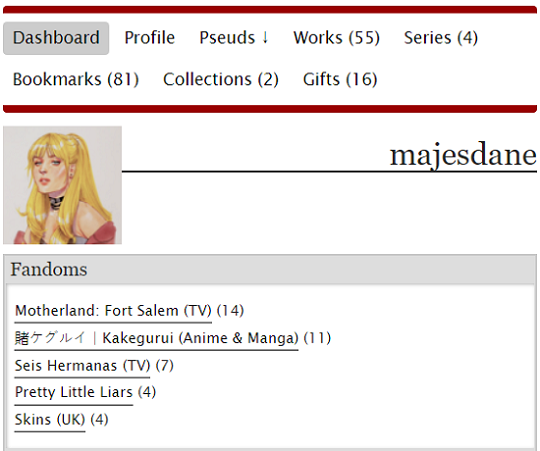 Dashboard Profile Pseuds ↓ Works (55) Series (4)
Bookmarks (81) Collections (2) Gifts (16)
majesdane
Fandoms
Motherland: Fort Salem (TV) (14)
賭ケグルイ | Kakegurui (Anime & Manga) (11)
Seis Hermanas (TV) (7)
Pretty Little Liars (4)
Skins (UK) (4)